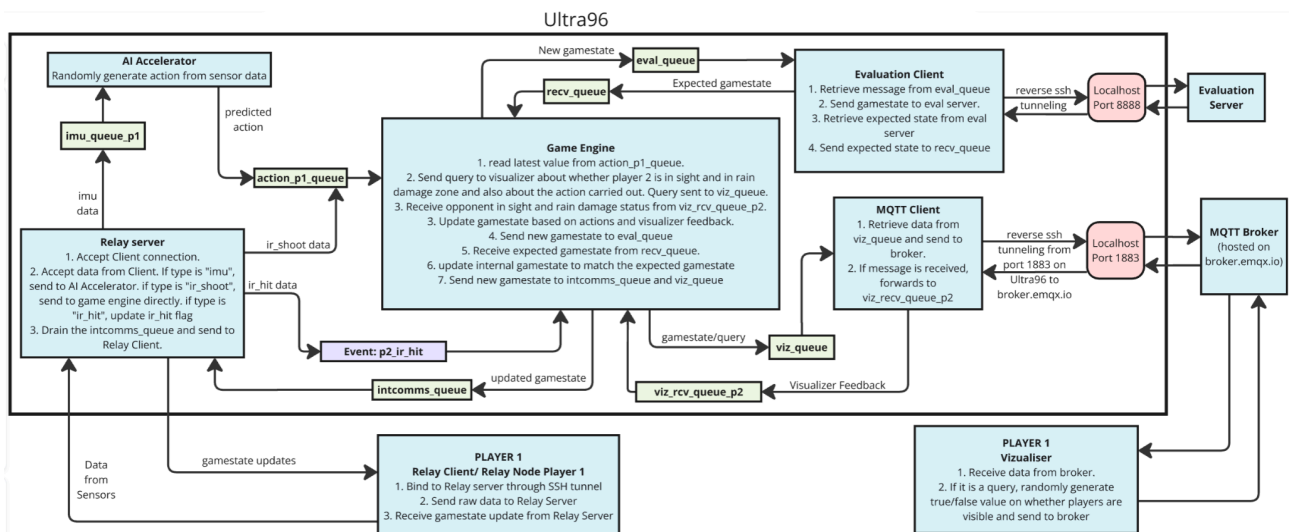 Ultra96
AI Accelerator
Randomly generate action from sensor data
imu_queue_p1
imu
data
predicted
action
action_p1_queue
Relay server
1. Accept Client connection.
2. Accept data from Client. If type is "imu",
send to AI Accelerator. if type is "ir_shoot",
send to game engine directly. if type is
"ir_hit", update ir_hit flag
3. Drain the intcomms_queue and send to
Relay Client.
ir_shoot data
ir_hit data
Event: p2_ir_hit
intcomms_queue
updated gamestate
New gamestate
eval_queue
recv_queue
Expected gamestate
Game Engine
1. read latest value from action_p1_queue.
2. Send query to visualizer about whether player 2 is in sight and in rain
damage zone and also about the action carried out. Query sent to viz_queue.
3. Receive opponent in sight and rain damage status from viz_rcv_queue_p2.
3. Update gamestate based on actions and visualizer feedback.
4. Send new gamestate to eval_queue
5. Receive expected gamestate from recv_queue.
6. update internal gamestate to match the expected gamestate
7. Send new gamestate to intcomms_queue and viz_queue
gamestate/query
viz_queue
viz_rcv_queue_p2
Visualizer Feedback
Evaluation Client
1. Retrieve message from eval_queue
2. Send gamestate to eval server.
3. Retrieve expected state from eval
server
4. Send expected state to recv_queue
reverse ssh
tunneling
Localhost
Port 8888
Evaluation
Server
MQTT Client
1. Retrieve data from
viz_queue and send to
broker.
2. If message is received,
forwards to
viz_recv_queue_p2
reverse ssh
tunneling from
port 1883 on
Ultra96 to
broker.emqx.io
Localhost
Port 1883
MQTT Broker
(hosted on
broker.emqx.io)
Data
from
Sensors
gamestate updates
PLAYER 1
Relay Client/ Relay Node Player 1
1. Bind to Relay server through SSH tunnel
2. Send raw data to Relay Server
3. Receive gamestate update from Relay Server
PLAYER 1
Vizualiser
1. Receive data from broker.
2. If it is a query, randomly generate
true/false value on whether players are
visible and send to broker